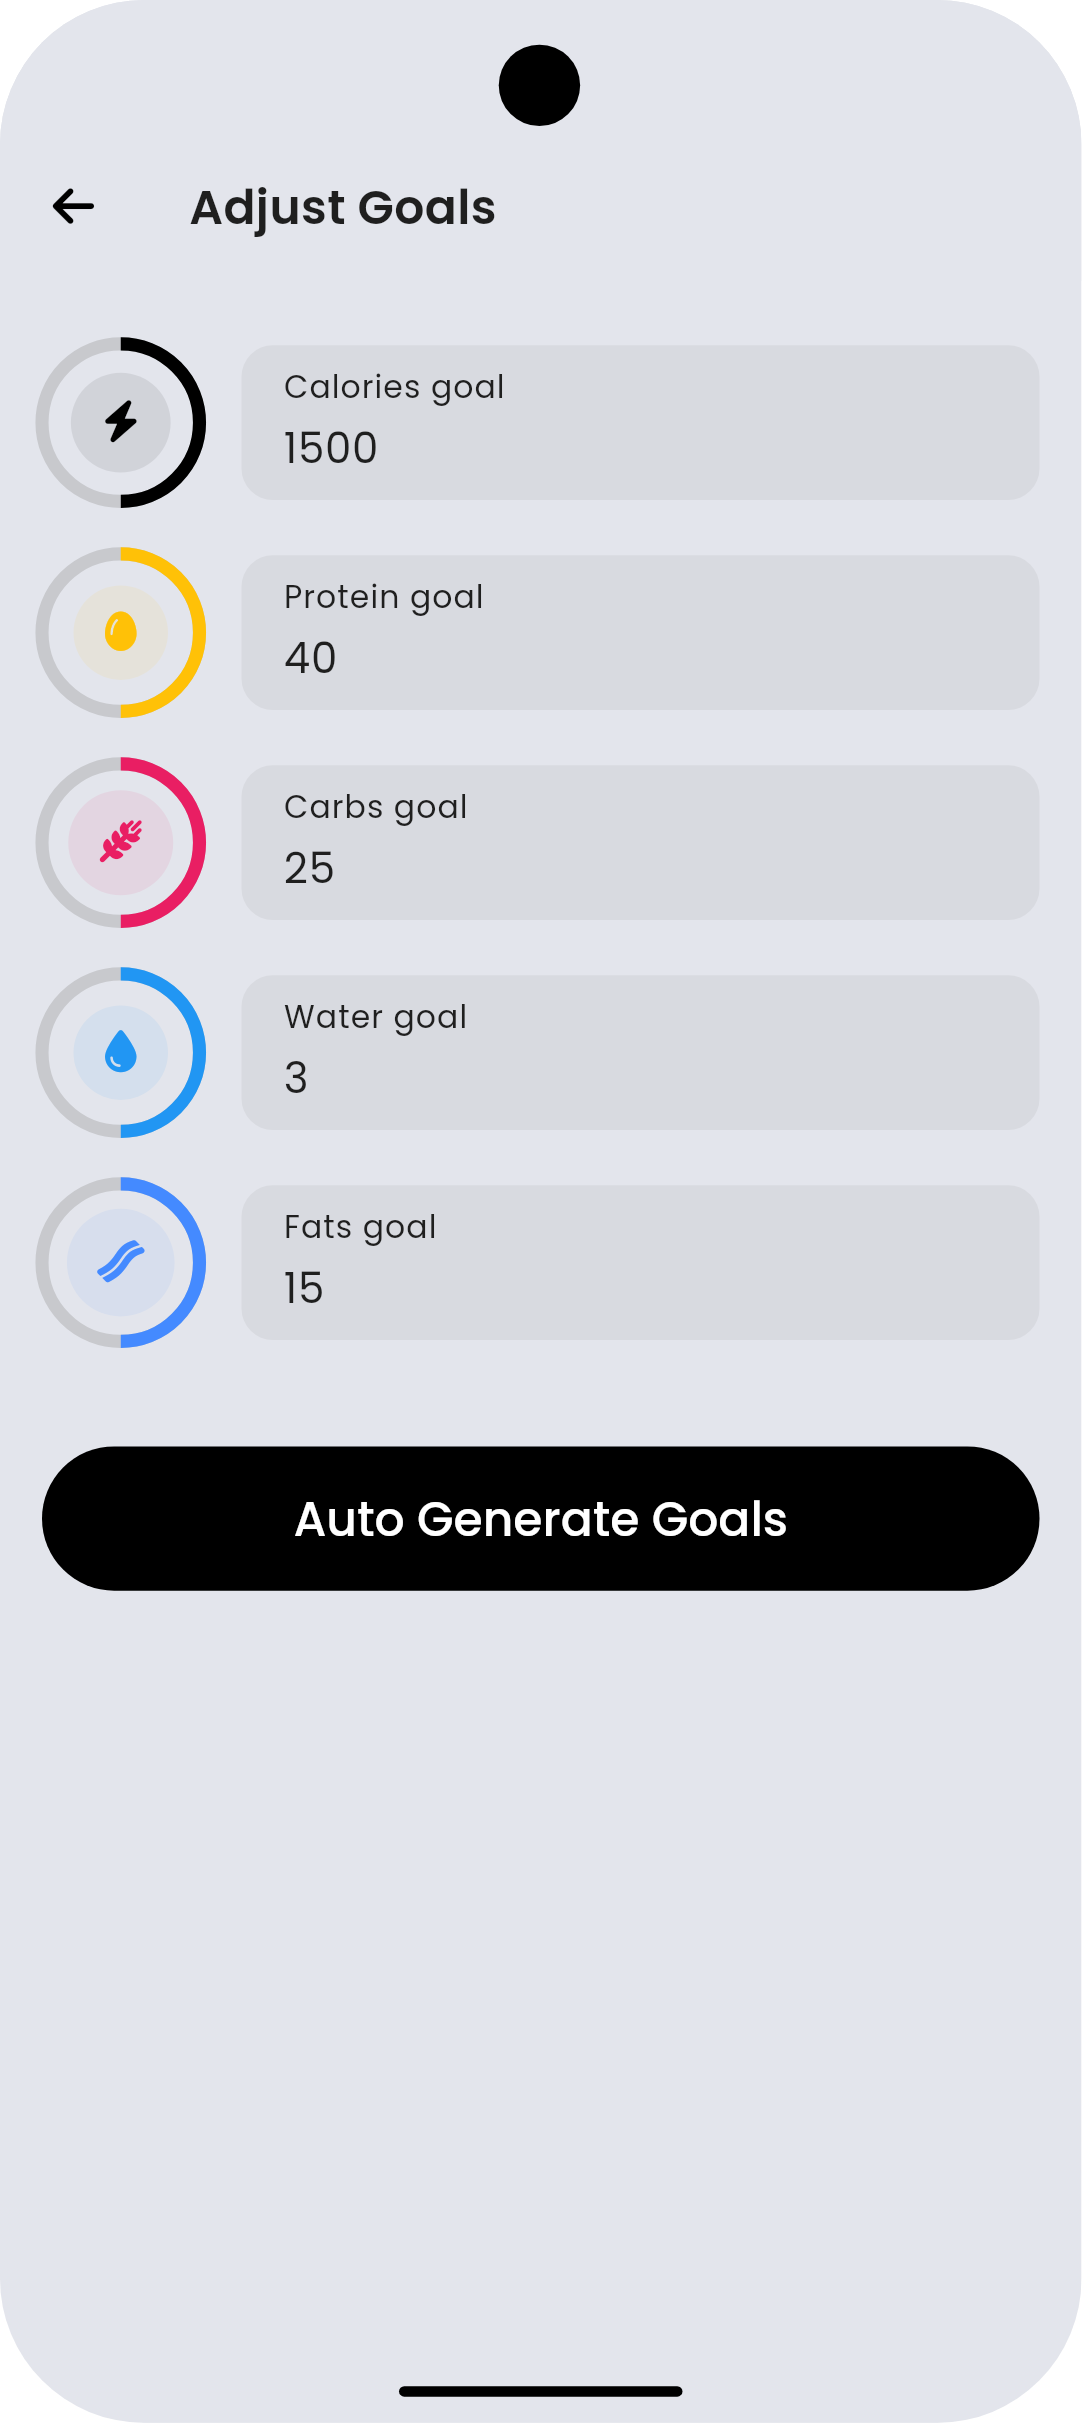 Adjust Goals
Calories goal
1500
Protein goal
40
Carbs goal
25
Water goal
3
Fats goal
15
Auto Generate Goals